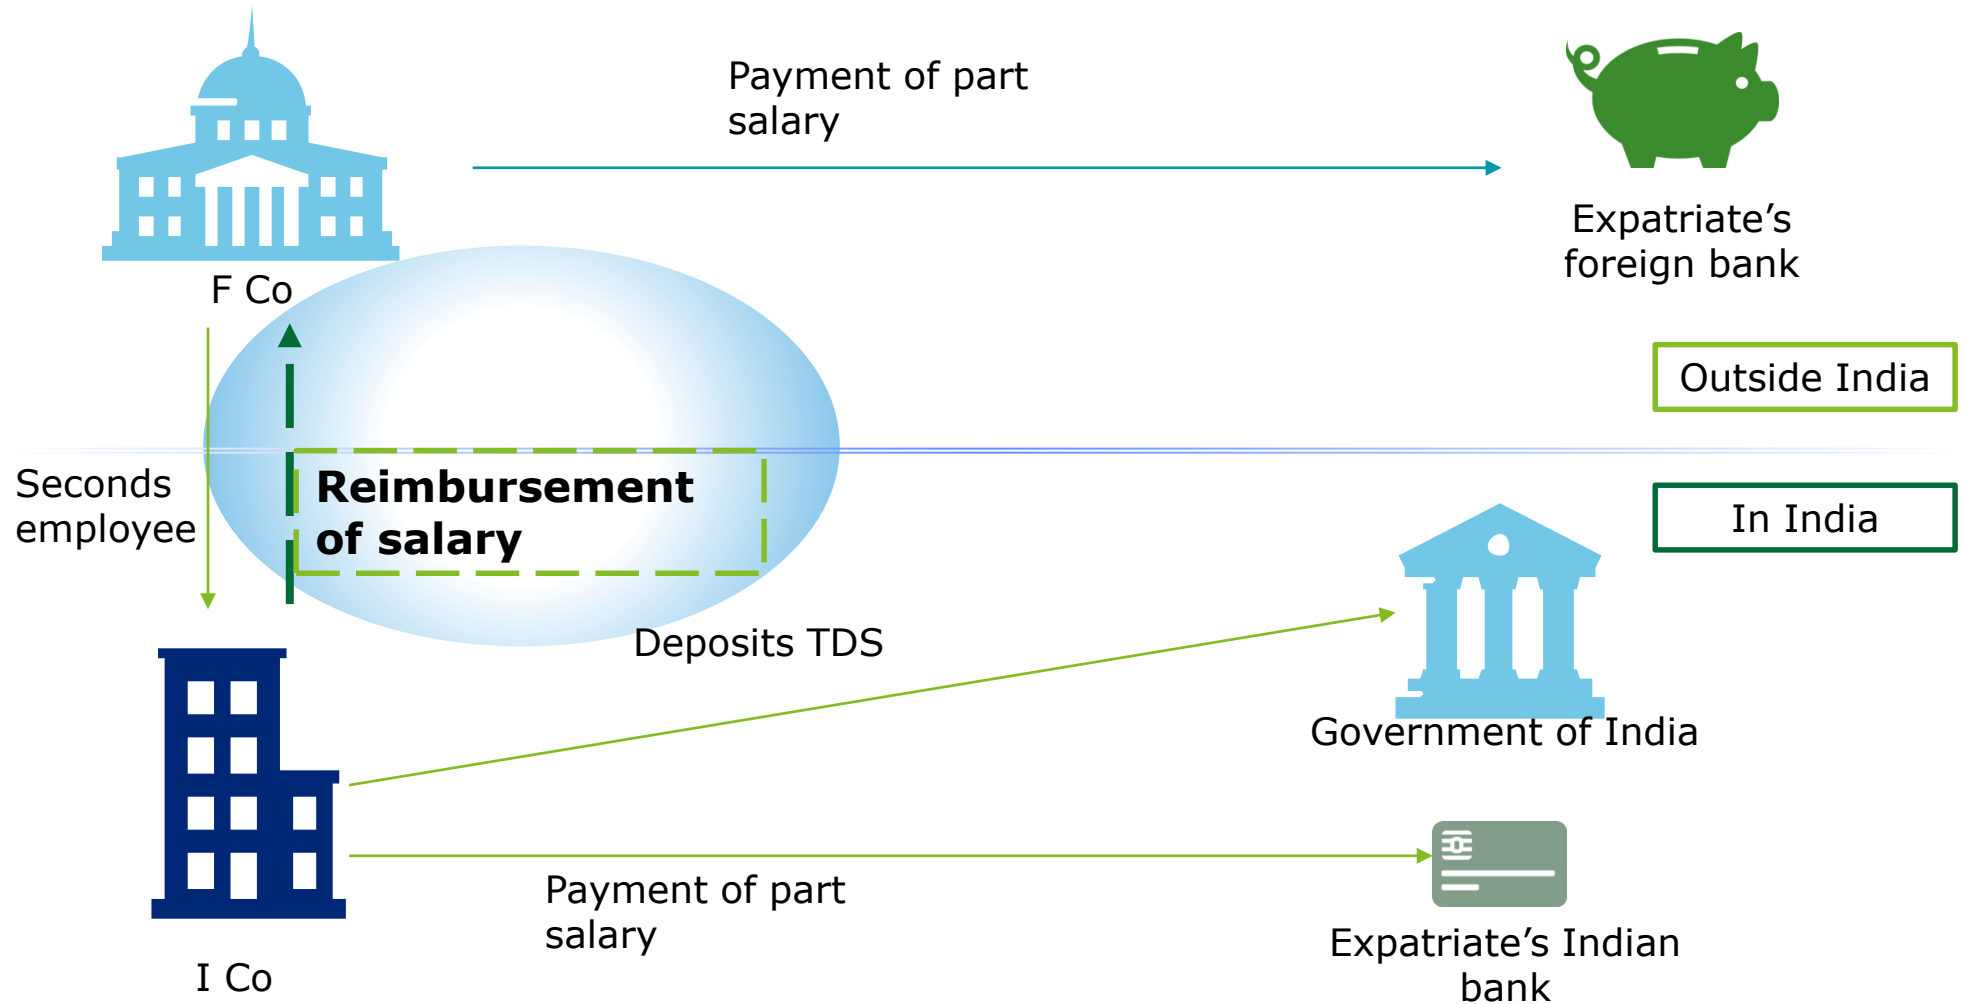 Payment of part
salary
Expatriate’s
foreign bank
F Co
Outside India
Seconds
employee
Reimbursement
of salary
In India
Deposits TDS
Government of India
Payment of part
salary
Expatriate’s Indian
bank
I Co